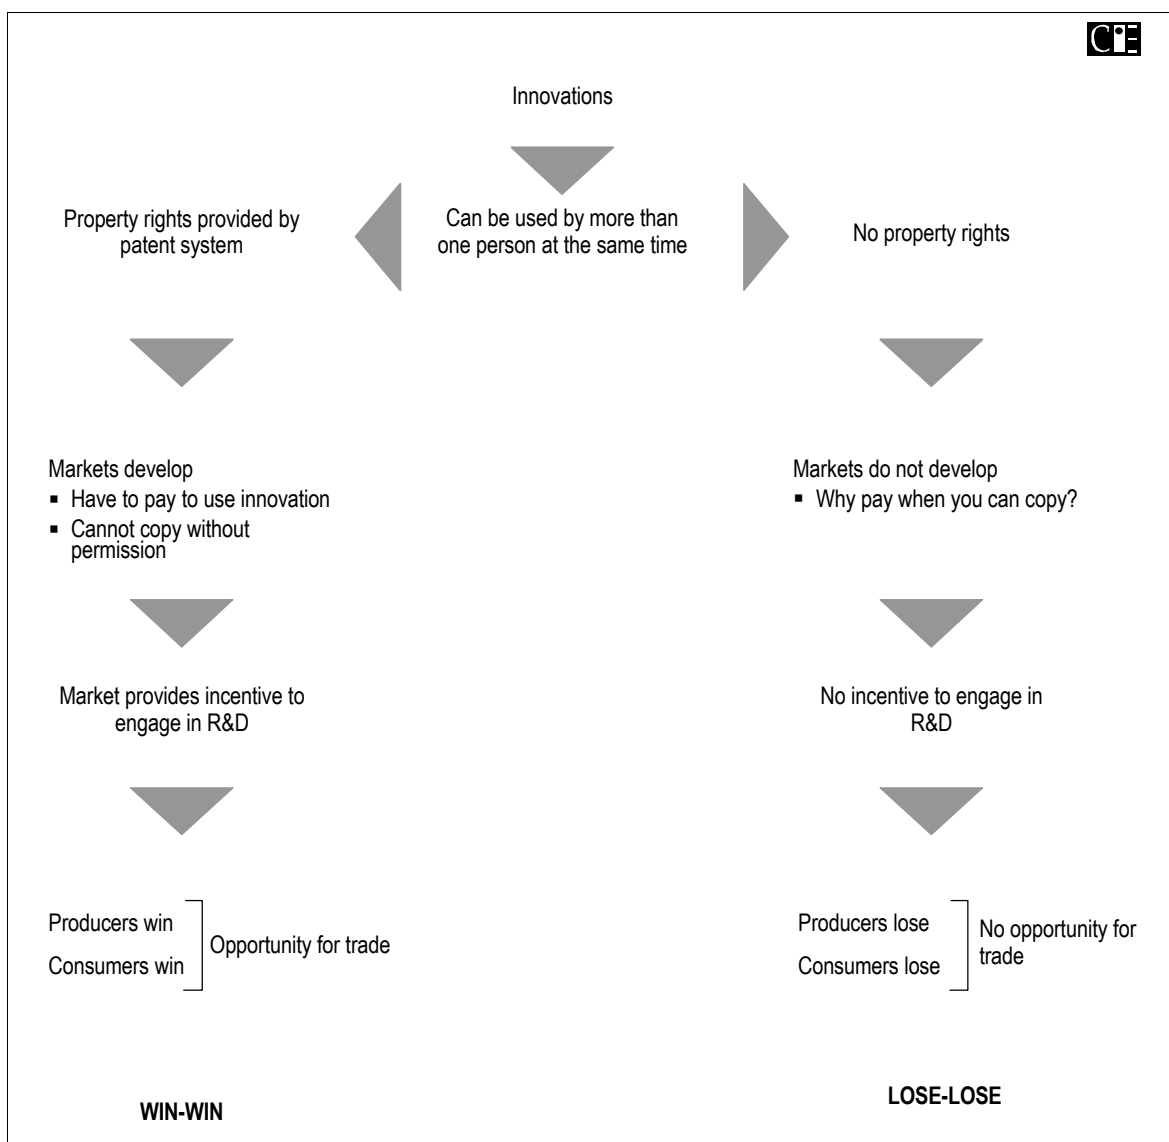 CIE
Innovations
Property rights provided by
patent system
Can be used by more than
one person at the same time
No property rights
Markets develop
▪ Have to pay to use innovation
▪ Cannot copy without
permission
Markets do not develop
▪ Why pay when you can copy?
Market provides incentive to
engage in R&D
No incentive to engage in
R&D
Producers win
Consumers win
Opportunity for trade
Producers lose
Consumers lose
No opportunity for
trade
WIN-WIN
LOSE-LOSE